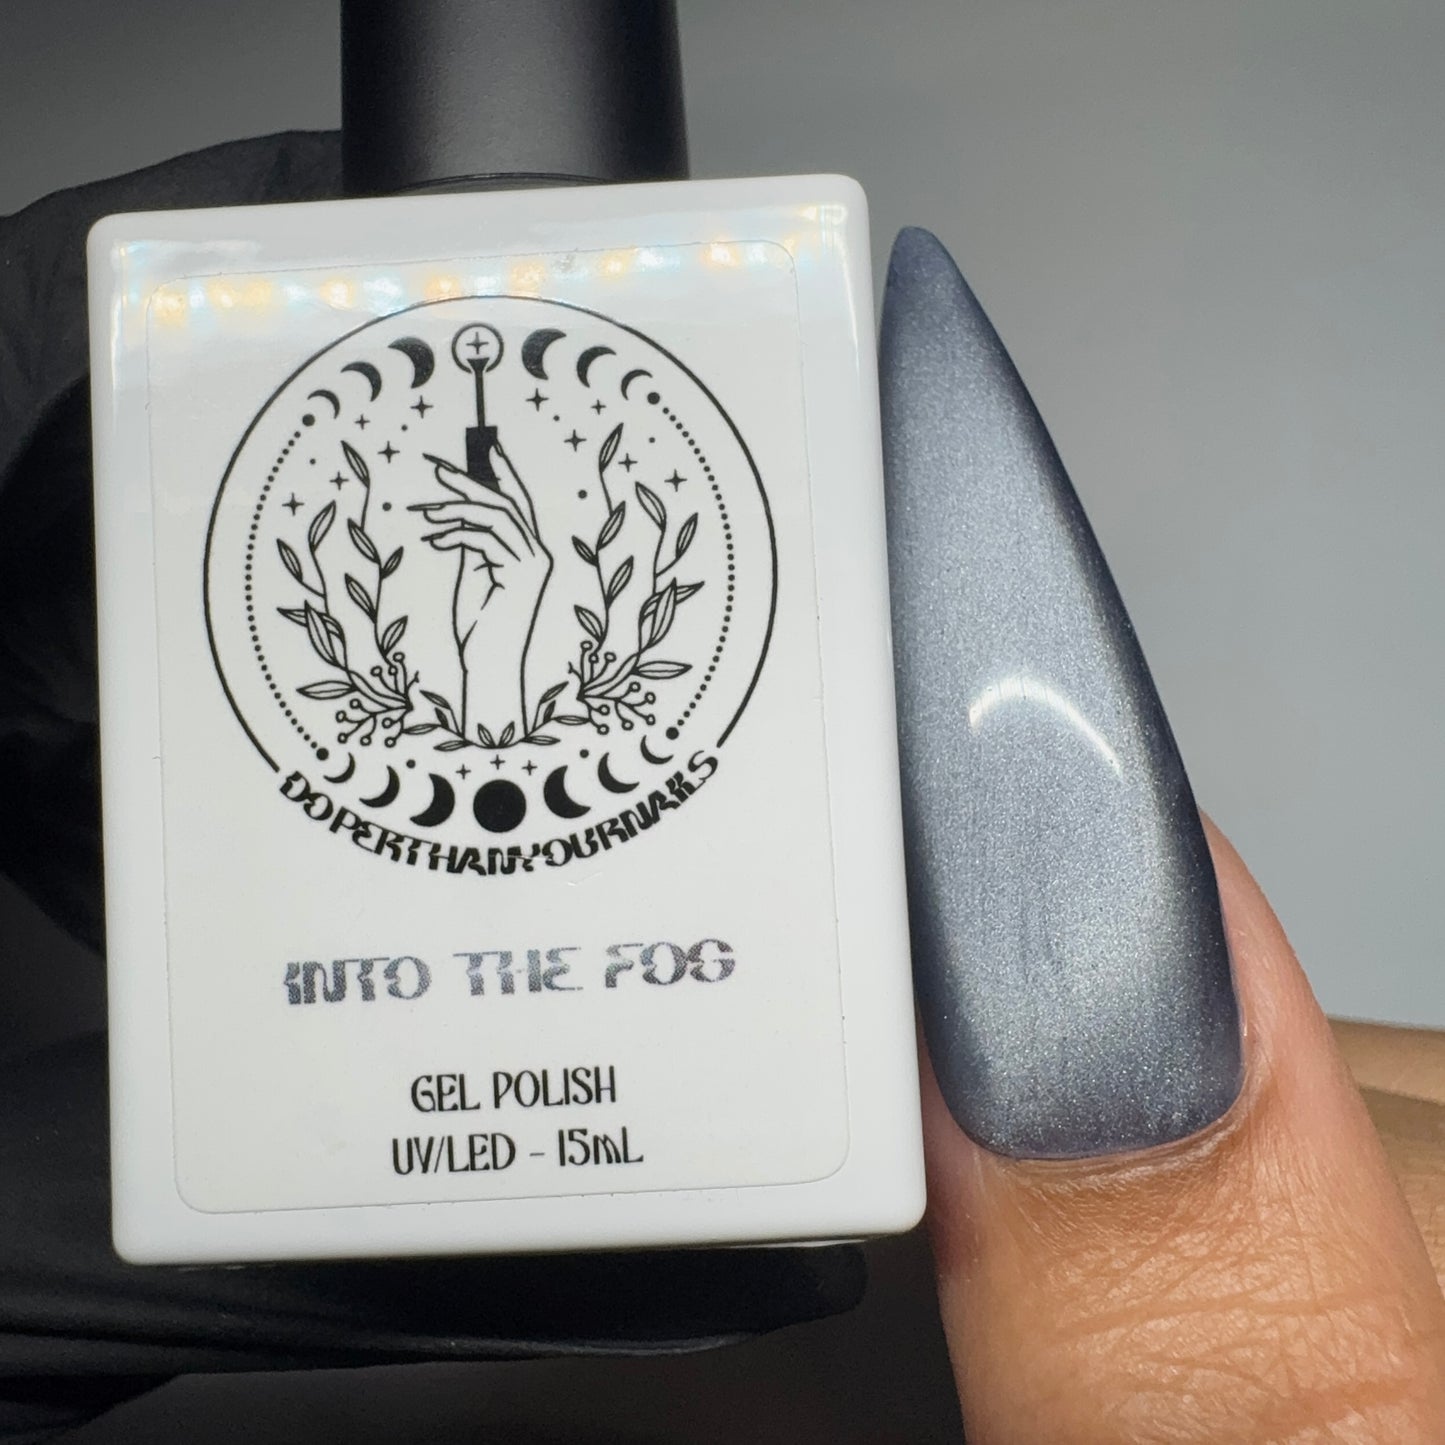 DOPERTHANYOURNAILS
INTO THE FOG
GEL POLISH
UV/LED - 15mL